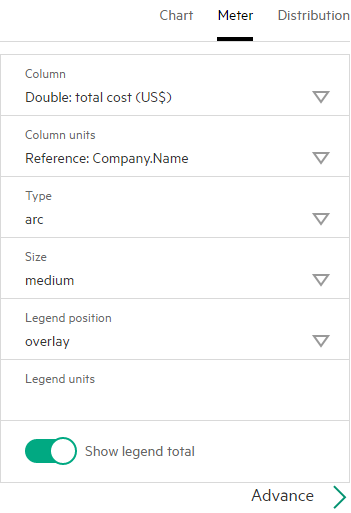 Chart Meter Distribution
Column
Double: total cost (US$)
Column units
Reference: Company.Name
Type
arc
Size
medium
Legend position
overlay
Legend units
Show legend total
Advance